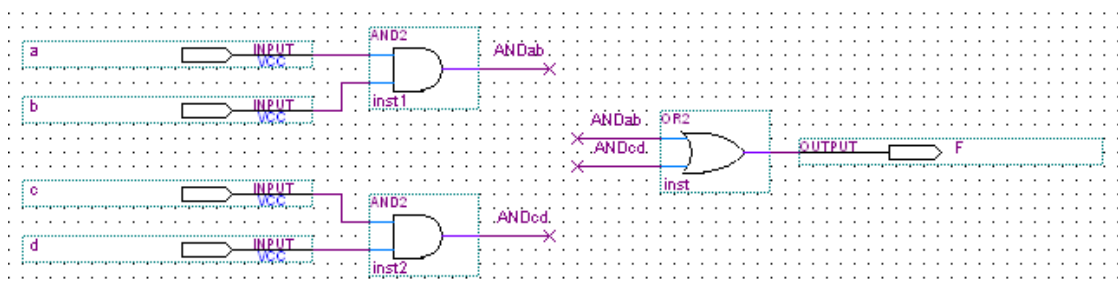 a INPUT VCC
AND2
ANDab
b INPUT VCC
inst1
ANDab
OR2
ANDcd
OUTPUT F
inst
c INPUT VCC
AND2
ANDcd
d INPUT VCC
inst2